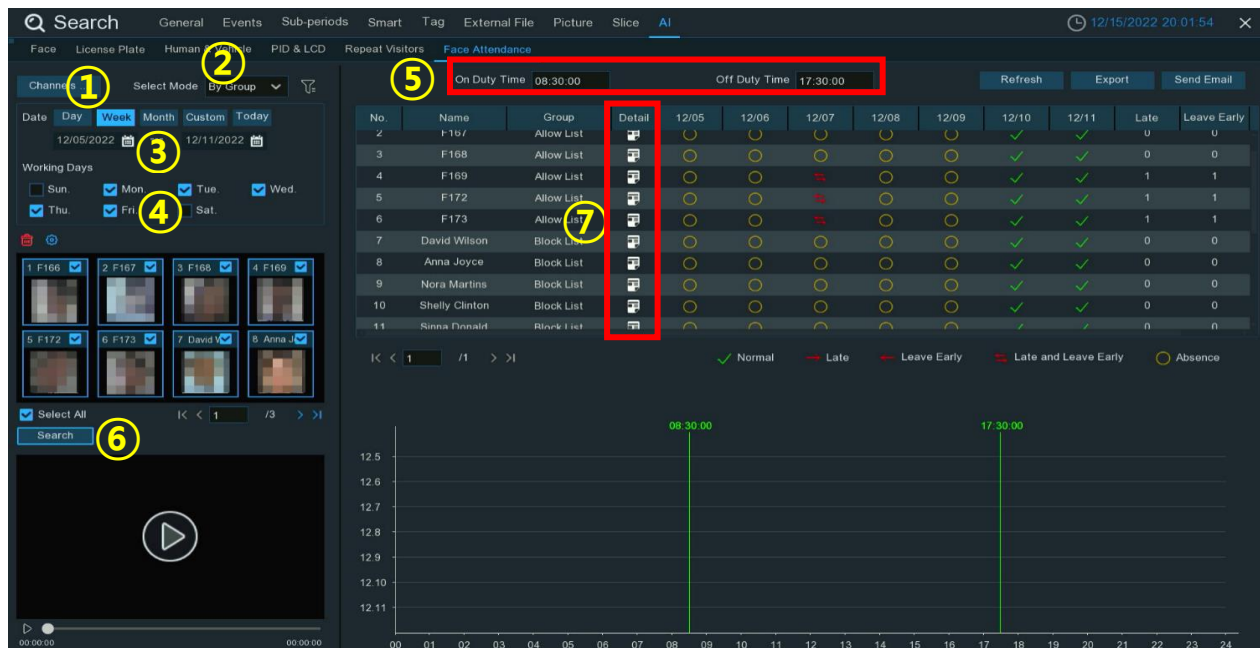 Search General Events Sub-periods Smart Tag External File Picture Slice AI 12/15/2022 20:01:54
Face License Plate Human & Vehicle PID & LCD Repeat Visitors Face Attendance
Channels ① Select Mode ② By Group
⑤ On Duty Time 08:30:00 Off Duty Time 17:30:00 Refresh Export Send Email
Date Day Week Month Custom Today
12/05/2022 ③ 12/11/2022
Working Days
Sun. Mon. Tue. Wed.
Thu. Fri. ④ Sat.
1 F166 2 F167 3 F168 4 F169
5 F172 6 F173 7 David 8 Anna J
Select All 1 /3
Search ⑥
00:00:00 00:00:00
No. Name Group Detail 12/05 12/06 12/07 12/08 12/09 12/10 12/11 Late Leave Early
2 F167 Allow List 0 0
3 F168 Allow List 0 0
4 F169 Allow List 1 1
5 F172 Allow List 1 1
6 F173 Allow List ⑦ 1 1
7 David Wilson Block List 0 0
8 Anna Joyce Block List 0 0
9 Nora Martins Block List 0 0
10 Shelly Clinton Block List 0 0
11 Sinna Donald Block List 0 0
1 /1 Normal Late Leave Early Late and Leave Early Absence
08:30:00 17:30:00
12.5
12.6
12.7
12.8
12.9
12.10
12.11
00 01 02 03 04 05 06 07 08 09 10 11 12 13 14 15 16 17 18 19 20 21 22 23 24